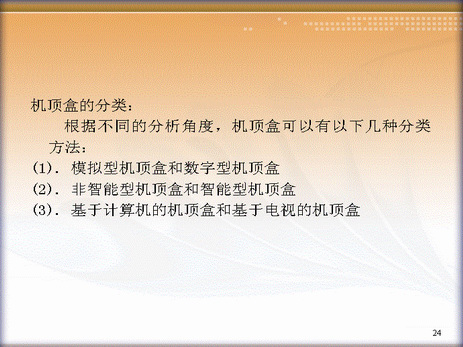 机顶盒的分类:
根据不同的分析角度，机顶盒可以有以下几种分类
方法:
(1). 模拟型机顶盒和数字型机顶盒
(2). 非智能型机顶盒和智能型机顶盒
(3). 基于计算机的机顶盒和基于电视的机顶盒
24